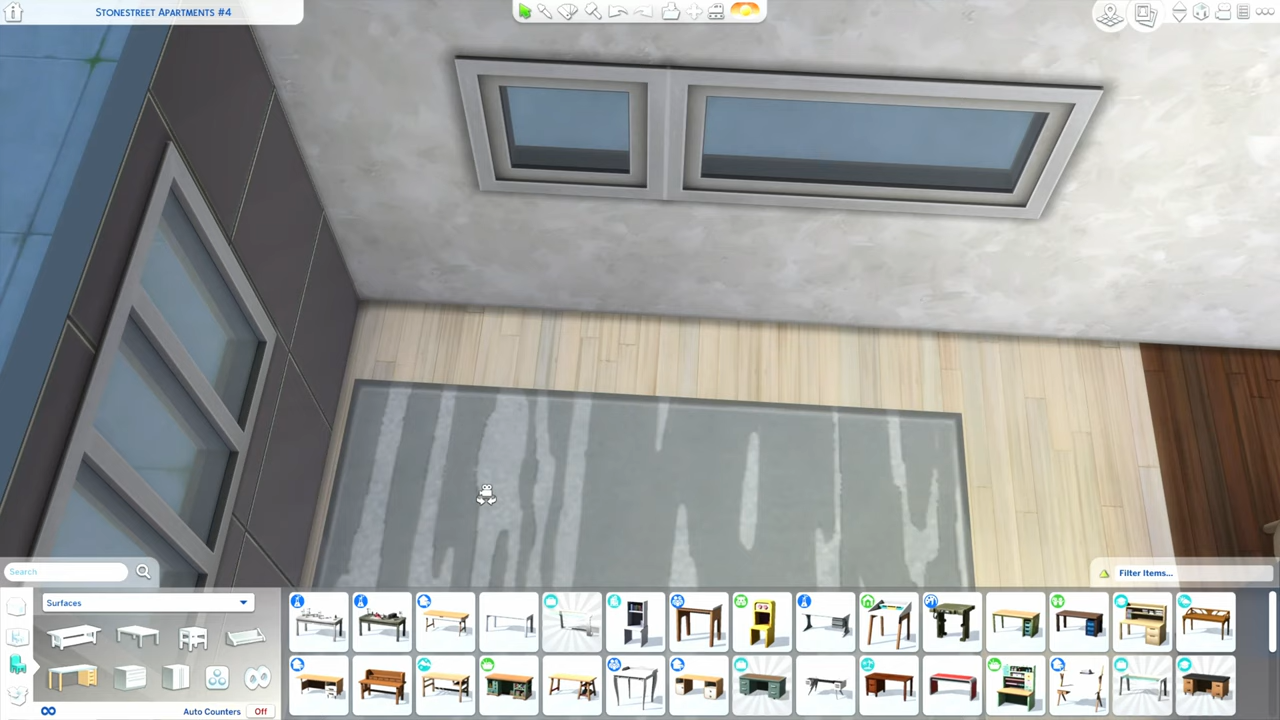 Stonestreet Apartments #4
Search
Filter Items...
Surfaces
Auto Counters
Off